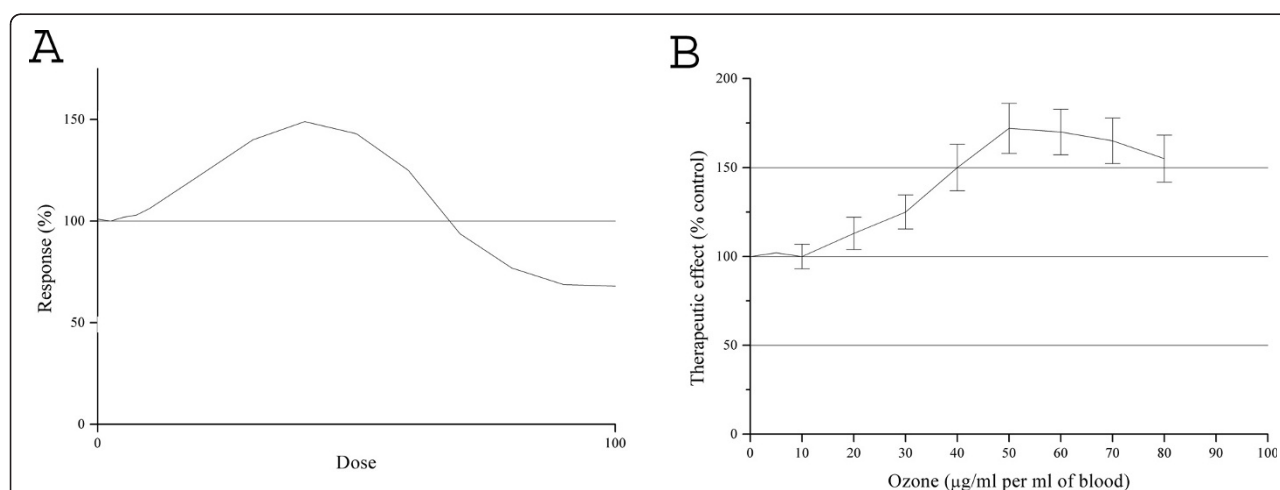 A
Response (%)
150
100
50
0
0
100
Dose
B
Therapeutic effect (% control)
200
150
100
50
0
0 10 20 30 40 50 60 70 80 90 100
Ozone (μg/ml per ml of blood)